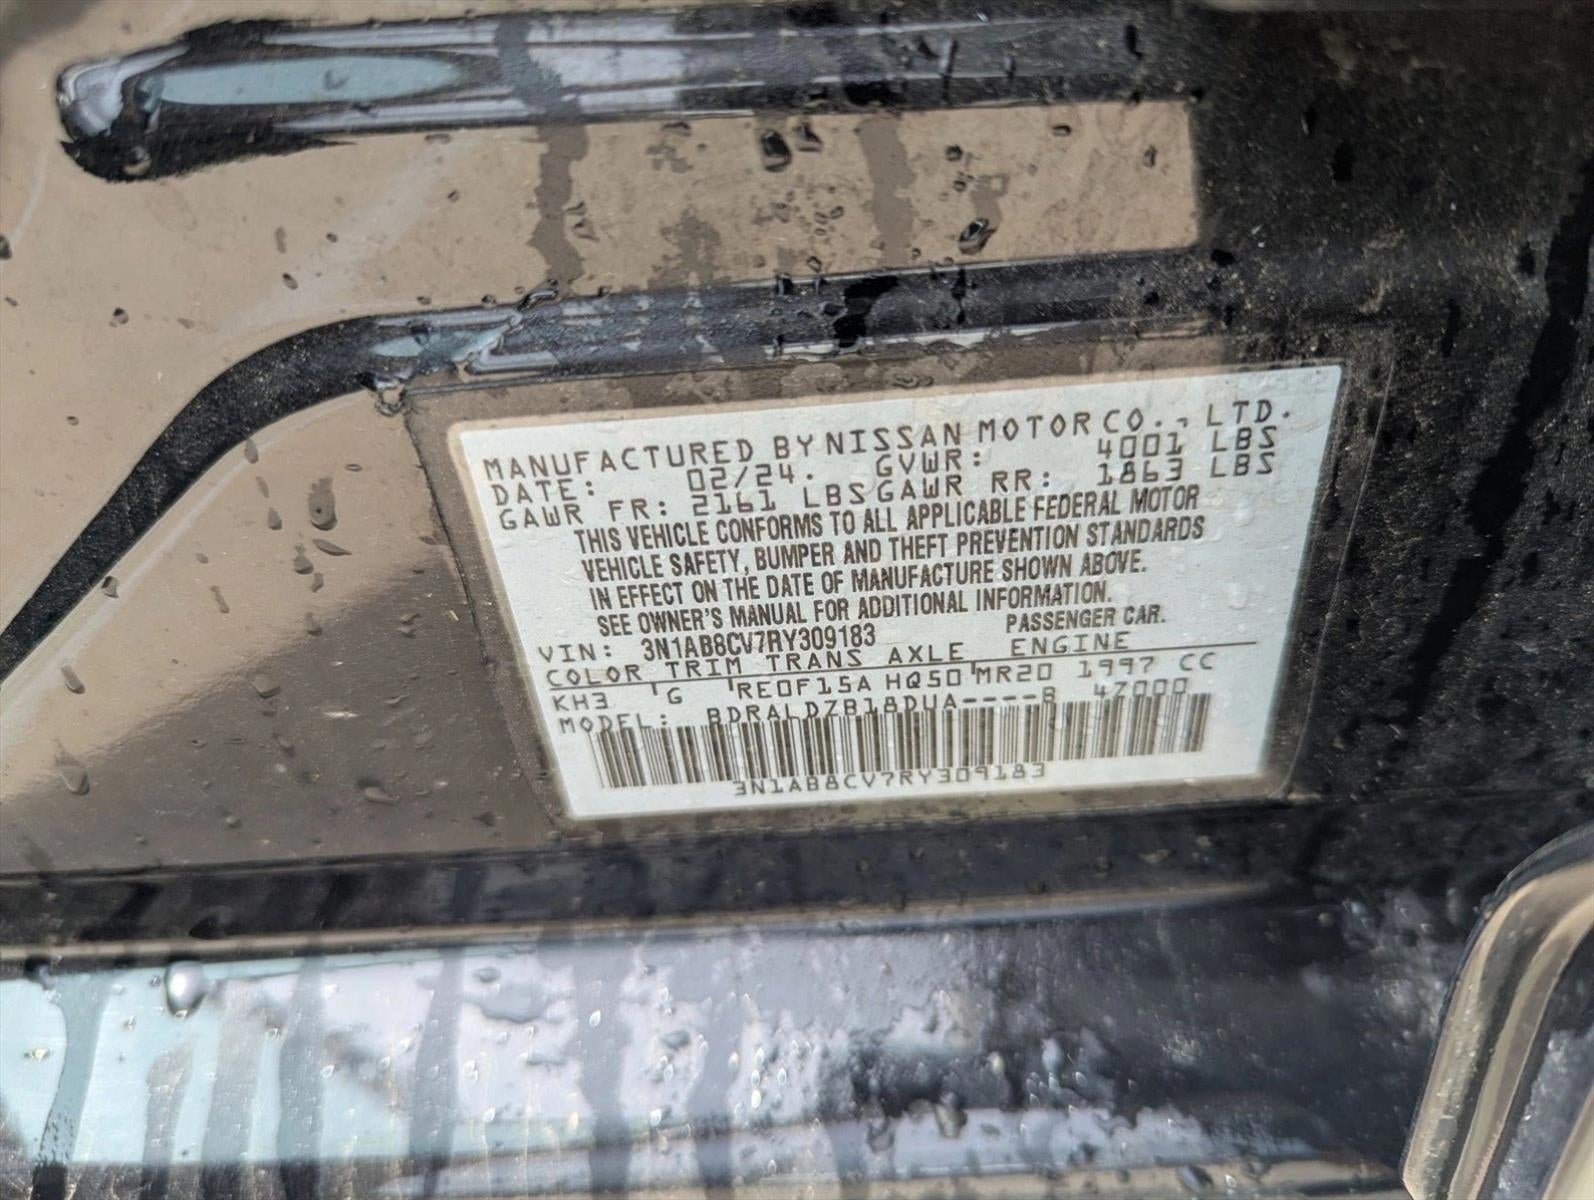 MANUFACTURED BY NISSAN MOTOR CO., LTD.
DATE: 02/24. GVWR: 4001 LBS
GAWR FR: 2161 LBS GAWR RR: 1863 LBS
THIS VEHICLE CONFORMS TO ALL APPLICABLE FEDERAL MOTOR
VEHICLE SAFETY, BUMPER AND THEFT PREVENTION STANDARDS
IN EFFECT ON THE DATE OF MANUFACTURE SHOWN ABOVE.
SEE OWNER'S MANUAL FOR ADDITIONAL INFORMATION.
VIN: 3N1AB8CV7RY309183 PASSENGER CAR.
COLOR TRIM TRANS AXLE ENGINE
KH3 G RE0F15A HQ50 MR20 1997 CC
MODEL: BDRALDZB18DUA----B 47000
3N1AB8CV7RY309183